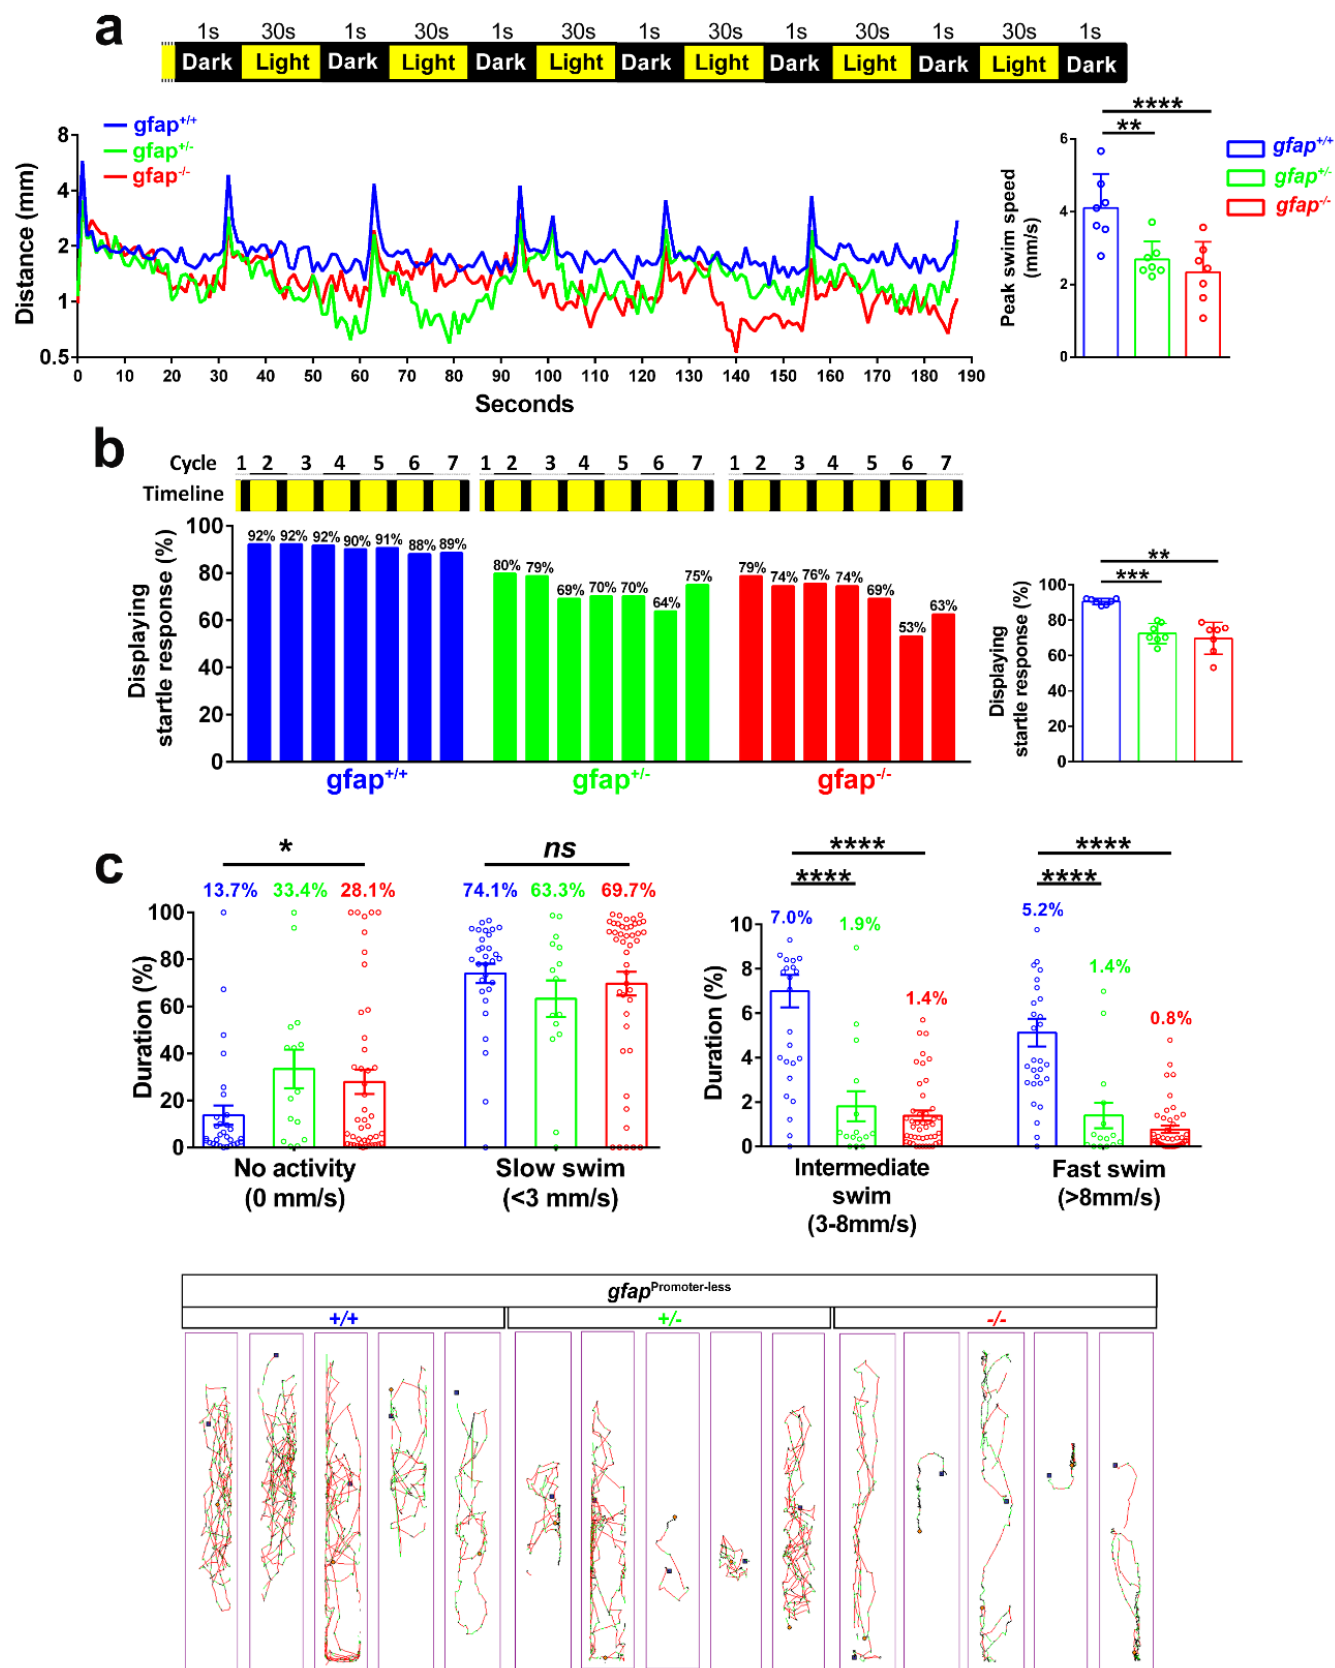 a
1s 30s 1s 30s 1s 30s 1s 30s 1s 30s 1s 30s 1s
Dark Light Dark Light Dark Light Dark Light Dark Light Dark Light Dark
gfap+/+
gfap+/-
gfap-/-
Distance (mm)
8
4
2
1
0.5
0 10 20 30 40 50 60 70 80 90 100 110 120 130 140 150 160 170 180 190
Seconds
**** 
**
Peak swim speed
(mm/s)
6
4
2
0
gfap+/+
gfap+/-
gfap-/-
b
Cycle 1 2 3 4 5 6 7 1 2 3 4 5 6 7 1 2 3 4 5 6 7
Timeline
Displaying
startle response (%)
100
80
60
40
20
0
92% 92% 92% 90% 91% 88% 89%
80% 79% 69% 70% 70% 64% 75%
79% 74% 76% 74% 69% 53% 63%
gfap+/+ gfap+/- gfap-/-
**
***
Displaying
startle response (%)
100
80
60
40
20
0
c
* ns
13.7% 33.4% 28.1% 74.1% 63.3% 69.7%
Duration (%)
100
80
60
40
20
0
No activity
(0 mm/s)
Slow swim
(<3 mm/s)
**** ****
**** ****
7.0% 1.9% 1.4% 5.2% 1.4% 0.8%
Duration (%)
10
8
6
4
2
0
Intermediate
swim
(3-8mm/s)
Fast swim
(>8mm/s)
gfapPromoter-less
+/+ +/- -/-